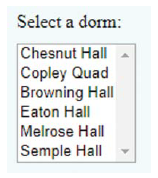 Select a dorm:
Chesnut Hall
Copley Quad
Browning Hall
Eaton Hall
Melrose Hall
Semple Hall